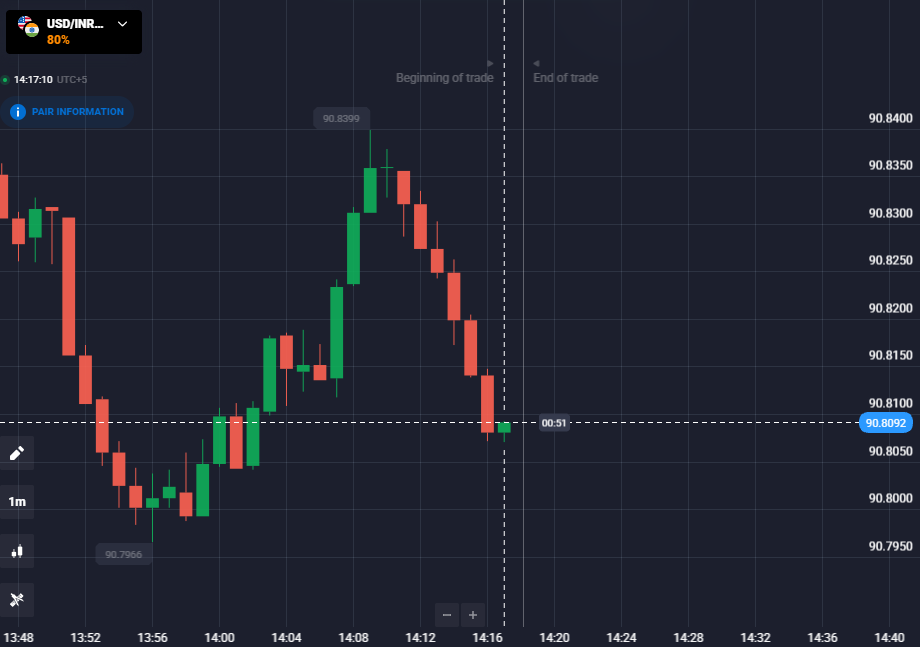 USD/INR...
80%
14:17:10 UTC+5
PAIR INFORMATION
Beginning of trade
End of trade
90.8399
90.8400
90.8350
90.8300
90.8250
90.8200
90.8150
90.8100
00:51
90.8092
90.8050
90.8000
90.7950
90.7966
1m
13:48 13:52 13:56 14:00 14:04 14:08 14:12 14:16 14:20 14:24 14:28 14:32 14:36 14:40